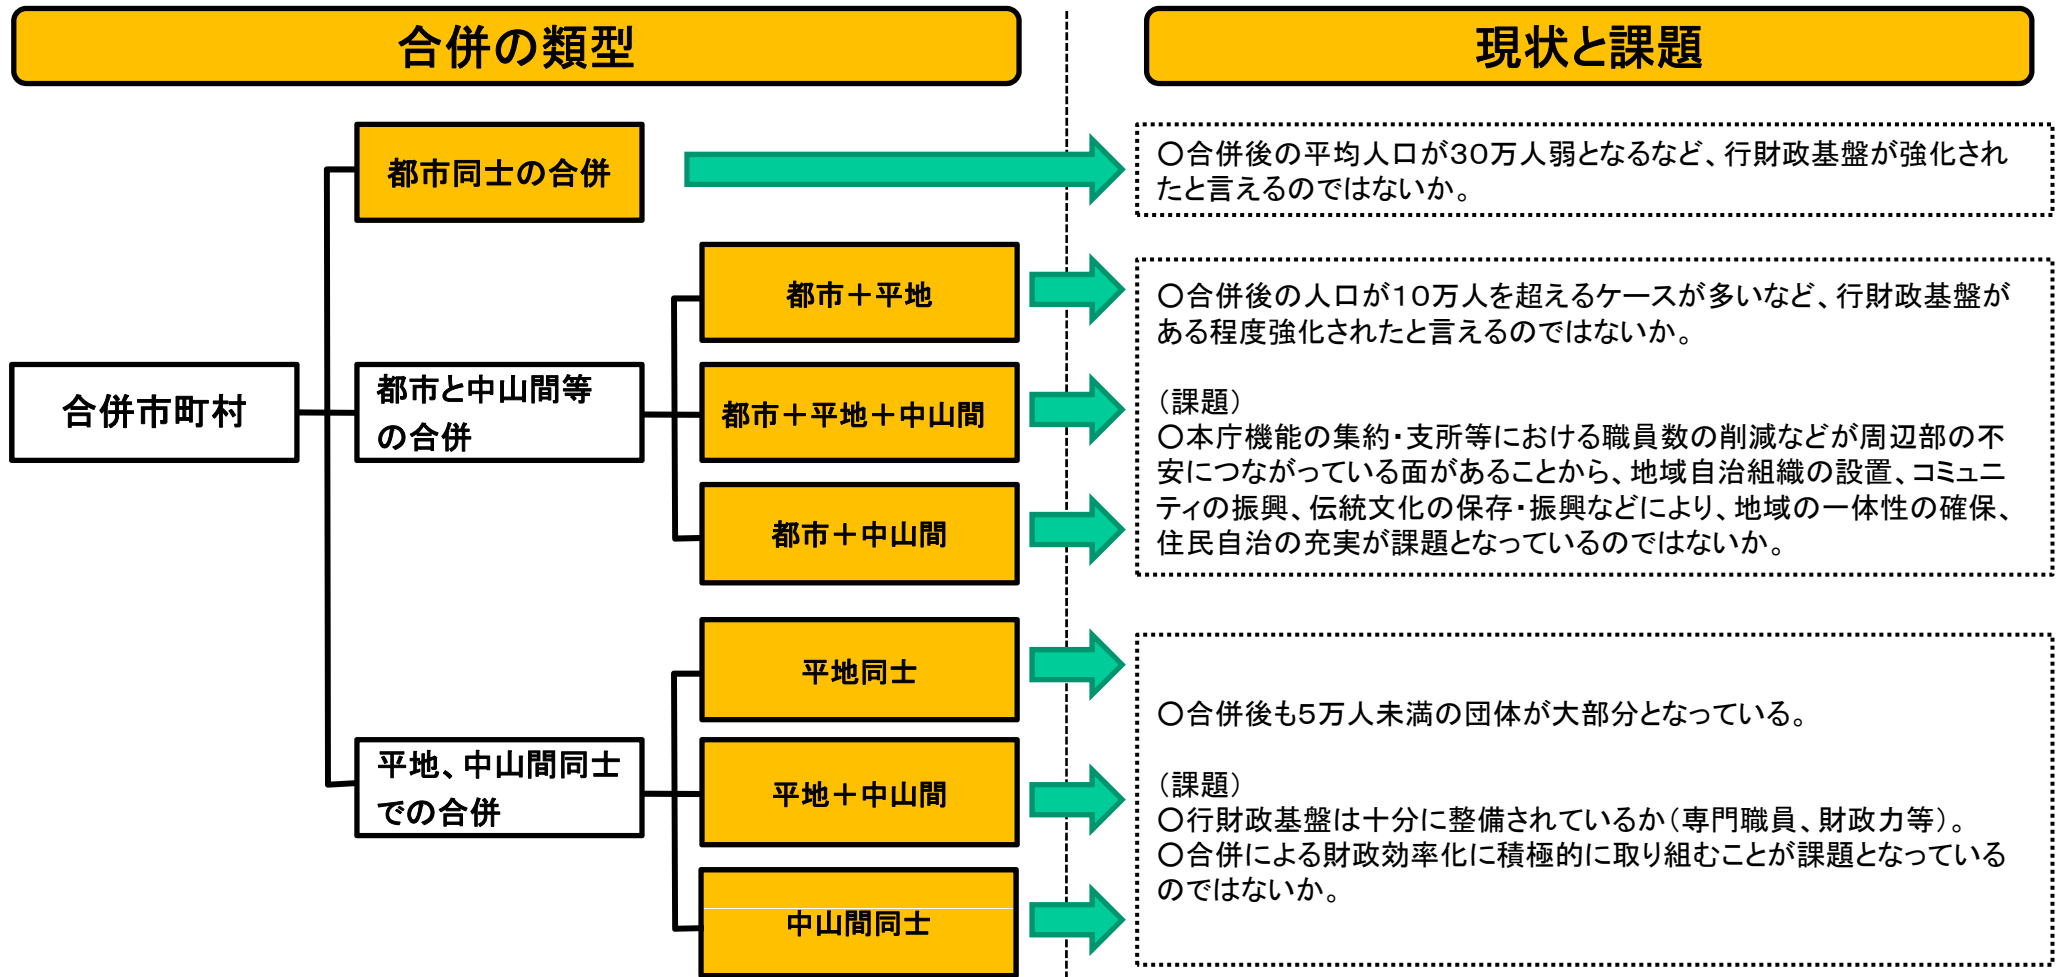 合併の類型
現状と課題
都市同士の合併
〇合併後の平均人口が30万人弱となるなど、行財政基盤が強化され
たと言えるのではないか。
合併市町村
都市と中山間等
の合併
都市＋平地
都市＋平地＋中山間
都市＋中山間
〇合併後の人口が10万人を超えるケースが多いなど、行財政基盤が
ある程度強化されたと言えるのではないか。
（課題）
〇本庁機能の集約・支所等における職員数の削減などが周辺部の不
安につながっている面があることから、地域自治組織の設置、コミュニ
ティの振興、伝統文化の保存・振興などにより、地域の一体性の確保、
住民自治の充実が課題となっているのではないか。
平地、中山間同士
での合併
平地同士
平地＋中山間
中山間同士
〇合併後も5万人未満の団体が大部分となっている。
（課題）
〇行財政基盤は十分に整備されているか（専門職員、財政力等）。
〇合併による財政効率化に積極的に取り組むことが課題となっている
のではないか。